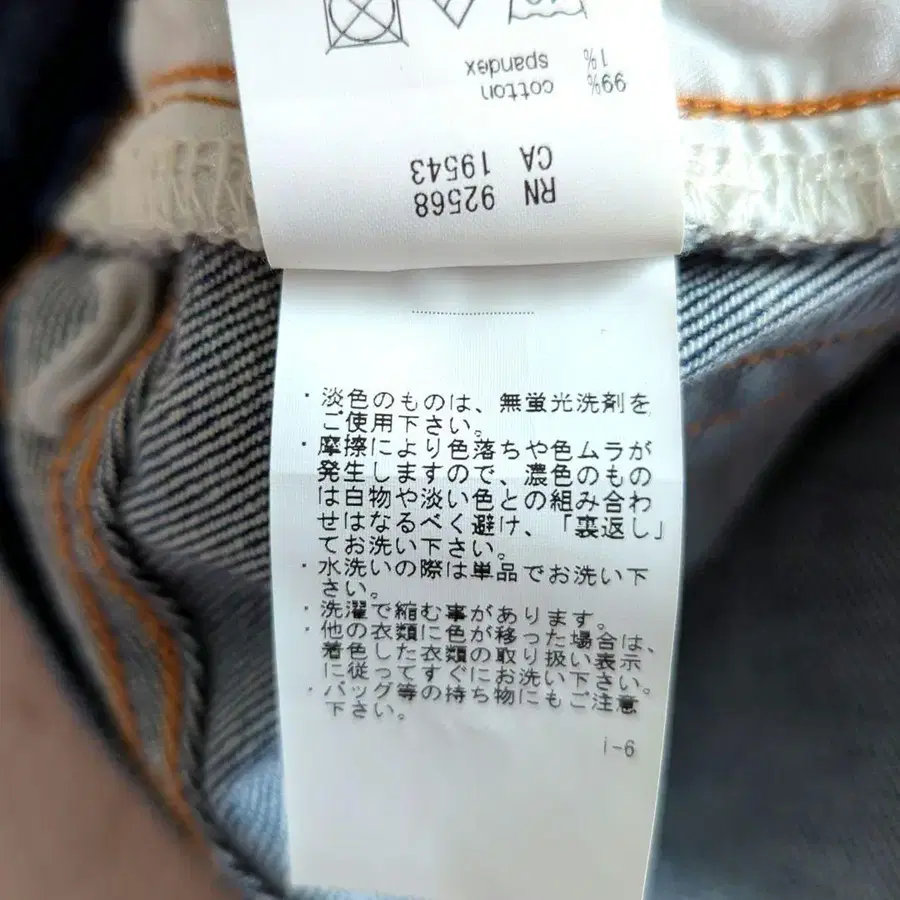 RN 92568
CA 19543
99% cotton
1% spandex
・淡色のものは、無蛍光洗剤を
ご使用下さい。
・摩擦により色落ちや色ムラが
発生しますので、濃色のもの
は白物や淡い色との組み合わ
せはなるべく避け、「裏返し」
てお洗い下さい。
・水洗いの際は単品でお洗い下
さい。
・洗濯で縮む事があります。
・他の衣類に色が移った場合は、
着色した衣類の取り扱い表示
に従ってすぐにお洗い下さい。
・バッグ等の持ち物にもご注意
下さい。
i-6